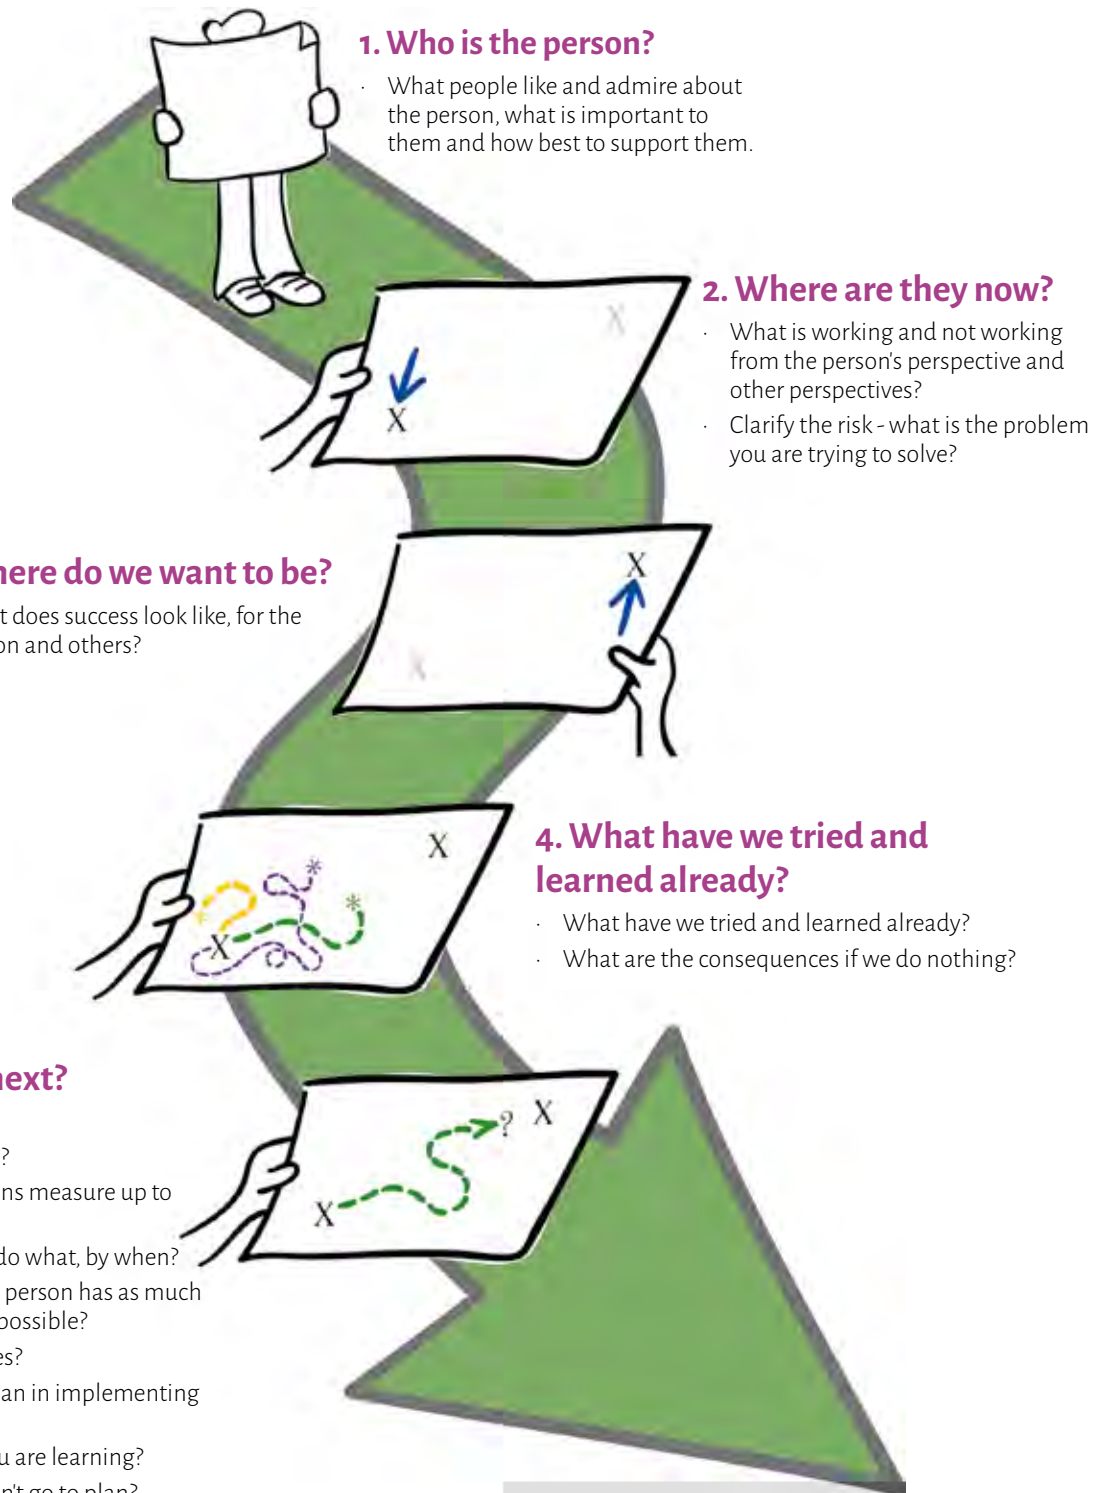 1. Who is the person?
· What people like and admire about
the person, what is important to
them and how best to support them.
2. Where are they now?
· What is working and not working
from the person's perspective and
other perspectives?
· Clarify the risk - what is the problem
you are trying to solve?
X
X
here do we want to be?
t does success look like, for the
on and others?
X
X
4. What have we tried and
learned already?
· What have we tried and learned already?
· What are the consequences if we do nothing?
X
X
next?
?
ns measure up to
do what, by when?
person has as much
possible?
es?
an in implementing
u are learning?
n't go to plan?
? X
X